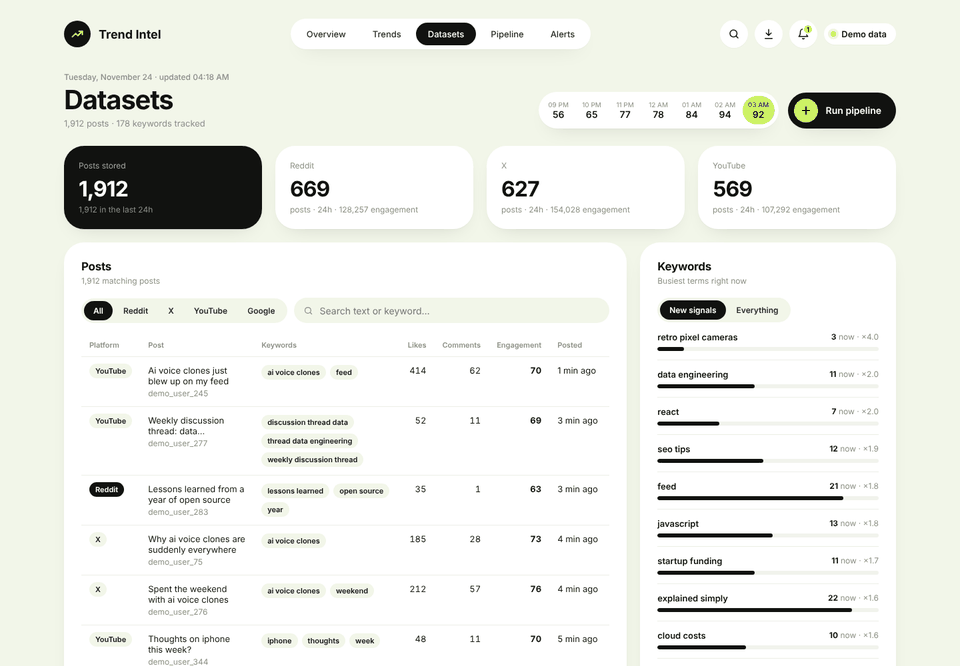 Trend Intel
Overview Trends Datasets Pipeline Alerts
1
Demo data
Tuesday, November 24 · updated 04:18 AM
Datasets
1,912 posts · 178 keywords tracked
09 PM 10 PM 11 PM 12 AM 01 AM 02 AM 03 AM
56 65 77 78 84 94 92
Run pipeline
Posts stored
1,912
1,912 in the last 24h
Reddit
669
posts · 24h · 128,257 engagement
X
627
posts · 24h · 154,028 engagement
YouTube
569
posts · 24h · 107,292 engagement
Posts
1,912 matching posts
All Reddit X YouTube Google
Search text or keyword...
Platform Post Keywords Likes Comments Engagement Posted
YouTube Ai voice clones just ai voice clones feed 414 62 70 1 min ago
blew up on my feed
demo_user_245
YouTube Weekly discussion discussion thread data 52 11 69 3 min ago
thread: data... thread data engineering
demo_user_277
weekly discussion thread
Reddit Lessons learned from a lessons learned open source 35 1 63 3 min ago
year of open source year
demo_user_283
X Why ai voice clones are ai voice clones 185 28 73 4 min ago
suddenly everywhere
demo_user_75
X Spent the weekend ai voice clones weekend 212 57 76 4 min ago
with ai voice clones
demo_user_276
YouTube Thoughts on iphone iphone thoughts week 48 11 70 5 min ago
this week?
demo_user_344
Keywords
Busiest terms right now
New signals Everything
retro pixel cameras 3 now · ×4.0
data engineering 11 now · ×2.0
react 7 now · ×2.0
seo tips 12 now · ×1.9
feed 21 now · ×1.8
javascript 13 now · ×1.8
startup funding 11 now · ×1.7
explained simply 22 now · ×1.6
cloud costs 10 now · ×1.6